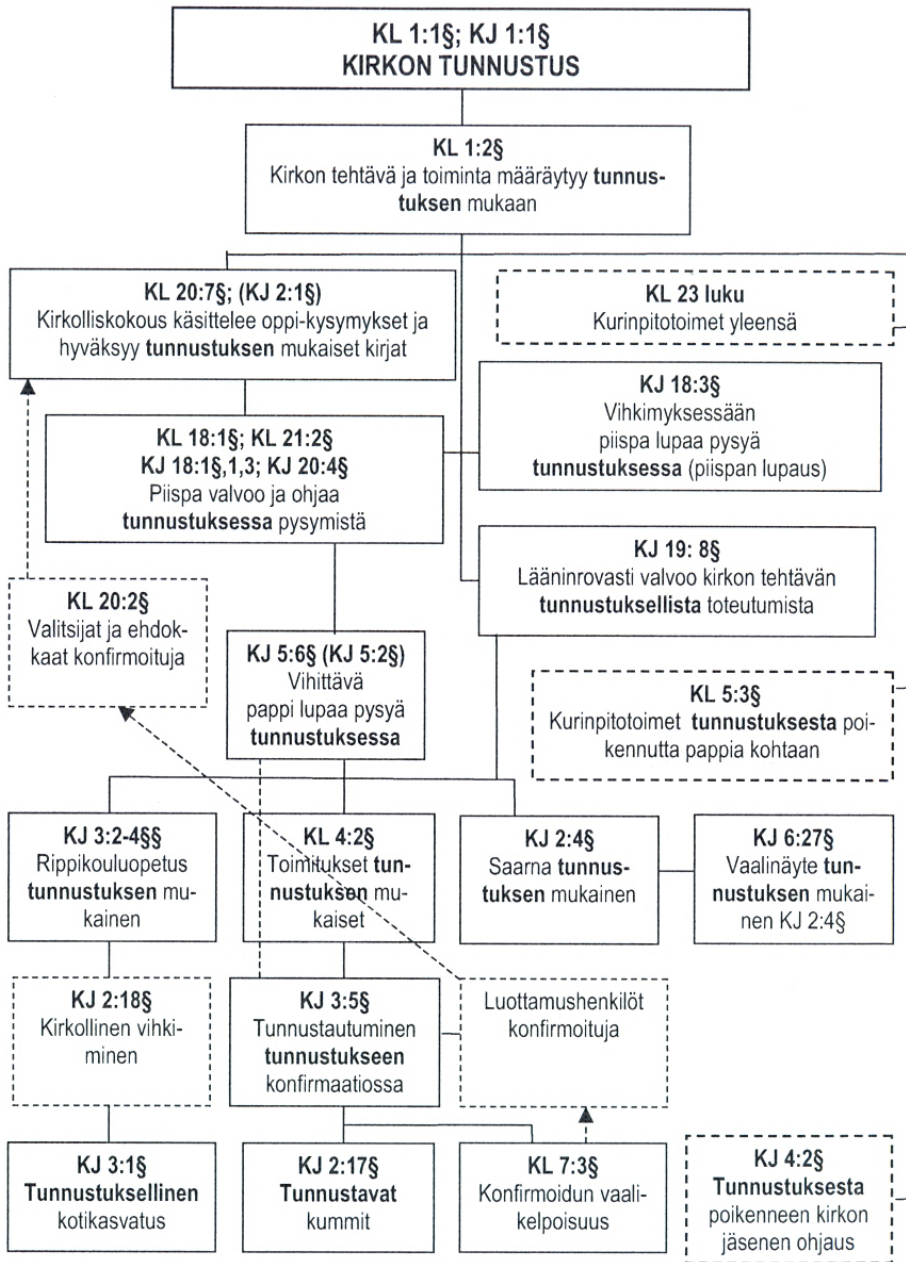 KL 1:1§; KJ 1:1§
KIRKON TUNNUSTUS
KL 1:2§
Kirkon tehtävä ja toiminta määräytyy tunnus-
tuksen mukaan
KL 20:7§; (KJ 2:1§)
Kirkolliskokous käsittelee oppi-kysymykset ja
hyväksyy tunnustuksen mukaiset kirjat
KL 23 luku
Kurinpitotoimet yleensä
KJ 18:3§
Vihkimyksessään
piispa lupaa pysyä
tunnustuksessa (piispan lupaus)
KL 18:1§; KL 21:2§
KJ 18:1§,1,3; KJ 20:4§
Piispa valvoo ja ohjaa
tunnustuksessa pysymistä
KJ 19: 8§
Lääninrovasti valvoo kirkon tehtävän
tunnustuksellista toteutumista
KL 20:2§
Valitsijat ja ehdok-
kaat konfirmoituja
KJ 5:6§ (KJ 5:2§)
Vihittävä
pappi lupaa pysyä
tunnustuksessa
KL 5:3§
Kurinpitotoimet tunnustuksesta poi-
kennutta pappia kohtaan
KJ 3:2-4§§
Rippikouluopetus
tunnustuksen mu-
kainen
KL 4:2§
Toimitukset tun-
nustuksen mu-
kaiset
KJ 2:4§
Saarna tunnus-
tuksen mukainen
KJ 6:27§
Vaalinäyte tun-
nustuksen mukai-
nen KJ 2:4§
KJ 2:18§
Kirkollinen vihki-
minen
KJ 3:5§
Tunnustautuminen
tunnustukseen
konfirmaatiossa
Luottamushenkilöt
konfirmoituja
KJ 3:1§
Tunnustuksellinen
kotikasvatus
KJ 2:17§
Tunnustavat
kummit
KL 7:3§
Konfirmoidun vaali-
kelpoisuus
KJ 4:2§
Tunnustuksesta
poikenneen kirkon
jäsenen ohjaus